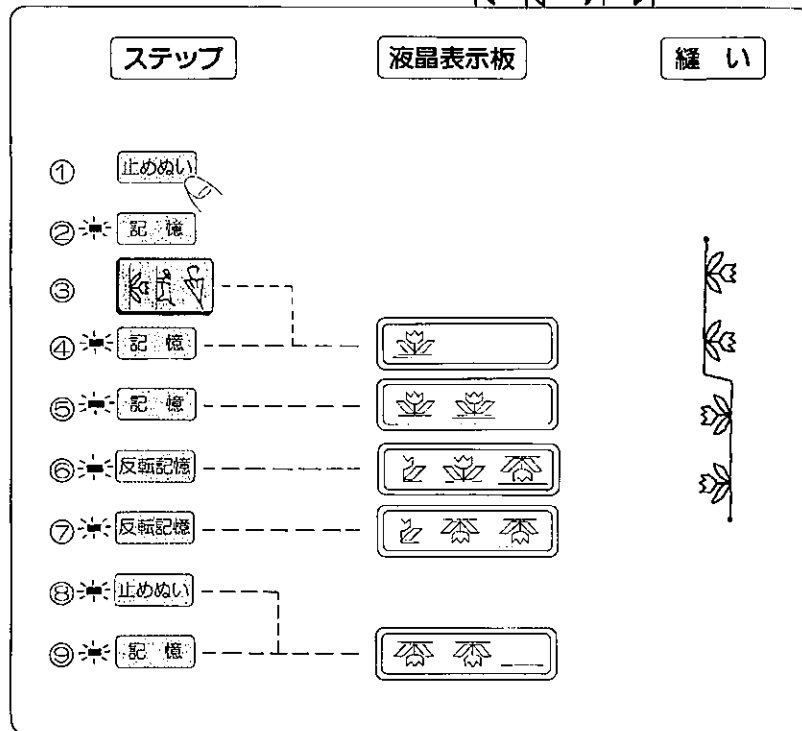 ステップ 液晶表示板 縫い
① 止めぬい
② 記憶
③
④ 記憶
⑤ 記憶
⑥ 反転記憶
⑦ 反転記憶
⑧ 止めぬい
⑨ 記憶